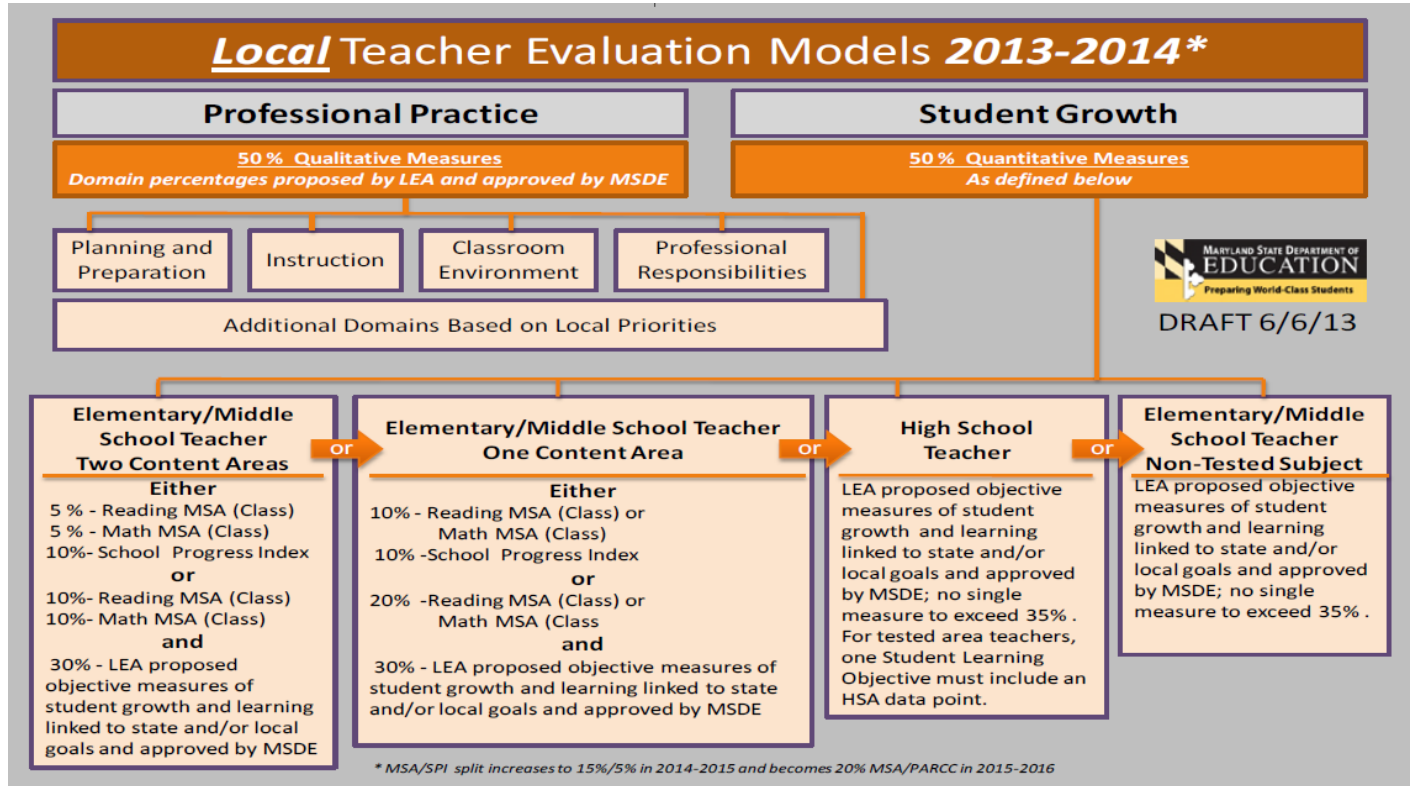 Local Teacher Evaluation Models 2013-2014*
Professional Practice
Student Growth
50 % Qualitative Measures
Domain percentages proposed by LEA and approved by MSDE
50 % Quantitative Measures
As defined below
Planning and
Preparation
Instruction
Classroom
Environment
Professional
Responsibilities
Additional Domains Based on Local Priorities
MARYLAND STATE DEPARTMENT OF
EDUCATION
Preparing World-Class Students
DRAFT 6/6/13
Elementary/Middle
School Teacher
Two Content Areas
Either
5 % - Reading MSA (Class)
5 % - Math MSA (Class)
10%- School Progress Index
or
10%- Reading MSA (Class)
10%- Math MSA (Class)
and
30% - LEA proposed
objective measures of
student growth and learning
linked to state and/or local
goals and approved by MSDE
or
Elementary/Middle School Teacher
One Content Area
Either
10% - Reading MSA (Class) or
Math MSA (Class)
10% -School Progress Index
or
20% -Reading MSA (Class) or
Math MSA (Class
and
30% - LEA proposed objective measures of
student growth and learning linked to state
and/or local goals and approved by MSDE
or
High School
Teacher
LEA proposed objective
measures of student
growth and learning
linked to state and/or
local goals and approved
by MSDE; no single
measure to exceed 35% .
For tested area teachers,
one Student Learning
Objective must include an
HSA data point.
or
Elementary/Middle
School Teacher
Non-Tested Subject
LEA proposed objective
measures of student
growth and learning
linked to state and/or
local goals and approved
by MSDE; no single
measure to exceed 35% .
* MSA/SPI split increases to 15%/5% in 2014-2015 and becomes 20% MSA/PARCC in 2015-2016